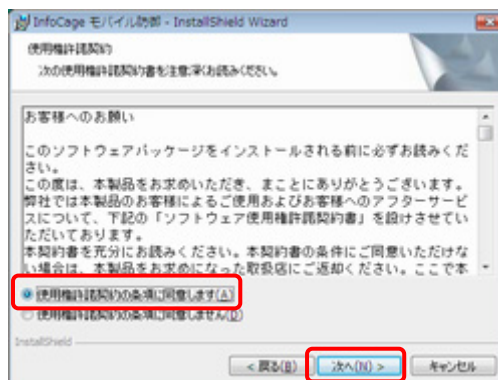 InfoCage モバイル防御 - InstallShield Wizard
使用権許諾契約
次の使用権許諾契約書を注意深くお読みください。
お客様へのお願い
このソフトウェアパッケージをインストールされる前に必ずお読みくだ
さい。
この度は、本製品をお求めいただき、まことにありがとうございます。
弊社では本製品のお客様によるご使用およびお客様へのアフターサービ
スについて、下記の「ソフトウェア使用権許諾契約書」を設けさせてい
ただいております。
本契約書を充分にお読みください。本契約書の条件にご同意いただけな
い場合は、本製品をお求めになった取扱店にご返却ください。ここで本
使用権許諾契約の条項に同意します(A)
使用権許諾契約の条項に同意しません(D)
InstallShield
< 戻る(B)
次へ(N) >
キャンセル